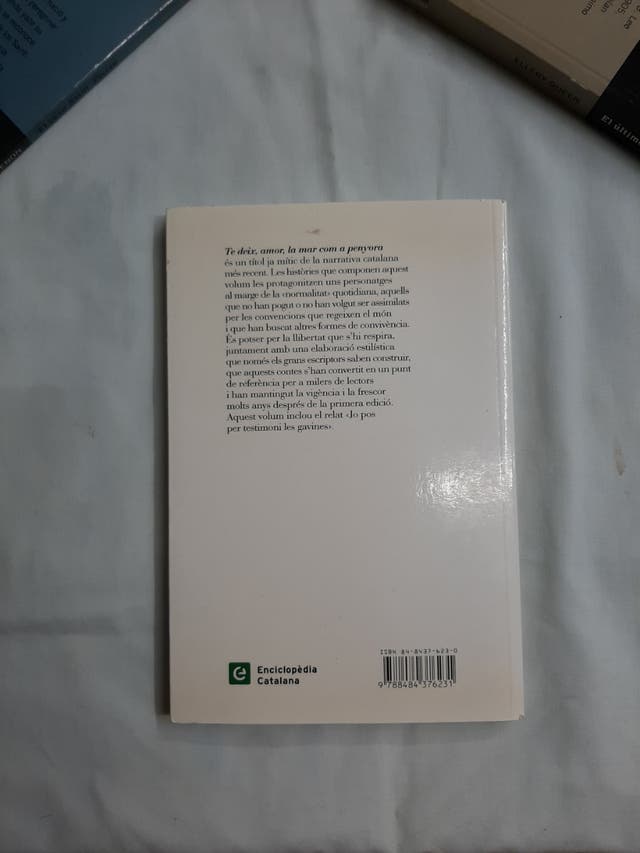 Te deix, amor, la mar com a penyora
és un títol ja mític de la narrativa catalana
més recent. Les històries que componen aquest
volum les protagonitzen uns personatges
al marge de la ‹normalitat› quotidiana, aquells
que no han pogut o no han volgut ser assimilats
per les convencions que regeixen el món
i que han buscat altres formes de convivència.
És potser per la llibertat que s'hi respira,
juntament amb una elaboració estilística
que només els grans escriptors saben construir,
que aquests contes s'han convertit en un punt
de referència per a milers de lectors
i han mantingut la vigència i la frescor
molts anys després de la primera edició.
Aquest volum inclou el relat ‹Jo pos
per testimoni les gavines›.
Enciclopèdia
Catalana
ISBN 84-8437-623-0
9 788484 376231
ELLERY QUEEN
El últim